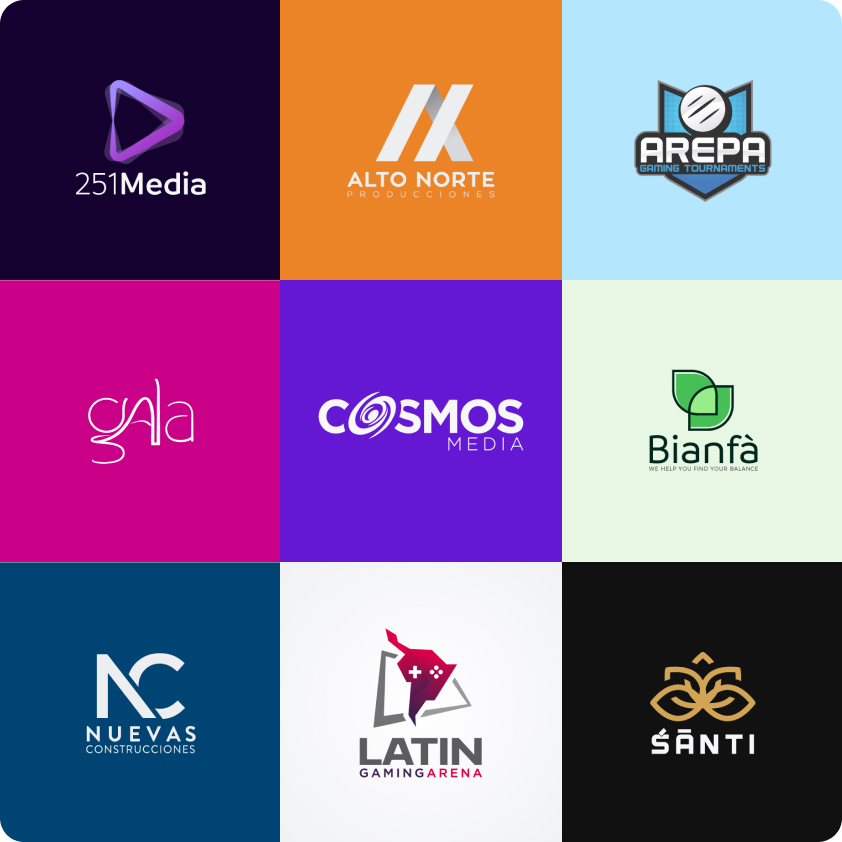 251Media
ALTO NORTE
PRODUCCIONES
AREPA
GAMING TOURNAMENTS
gala
COSMOS
MEDIA
Bianfà
WE HELP YOU FIND YOUR BALANCE
NC
NUEVAS
CONSTRUCCIONES
LATIN
GAMINGARENA
ŚĀNTI